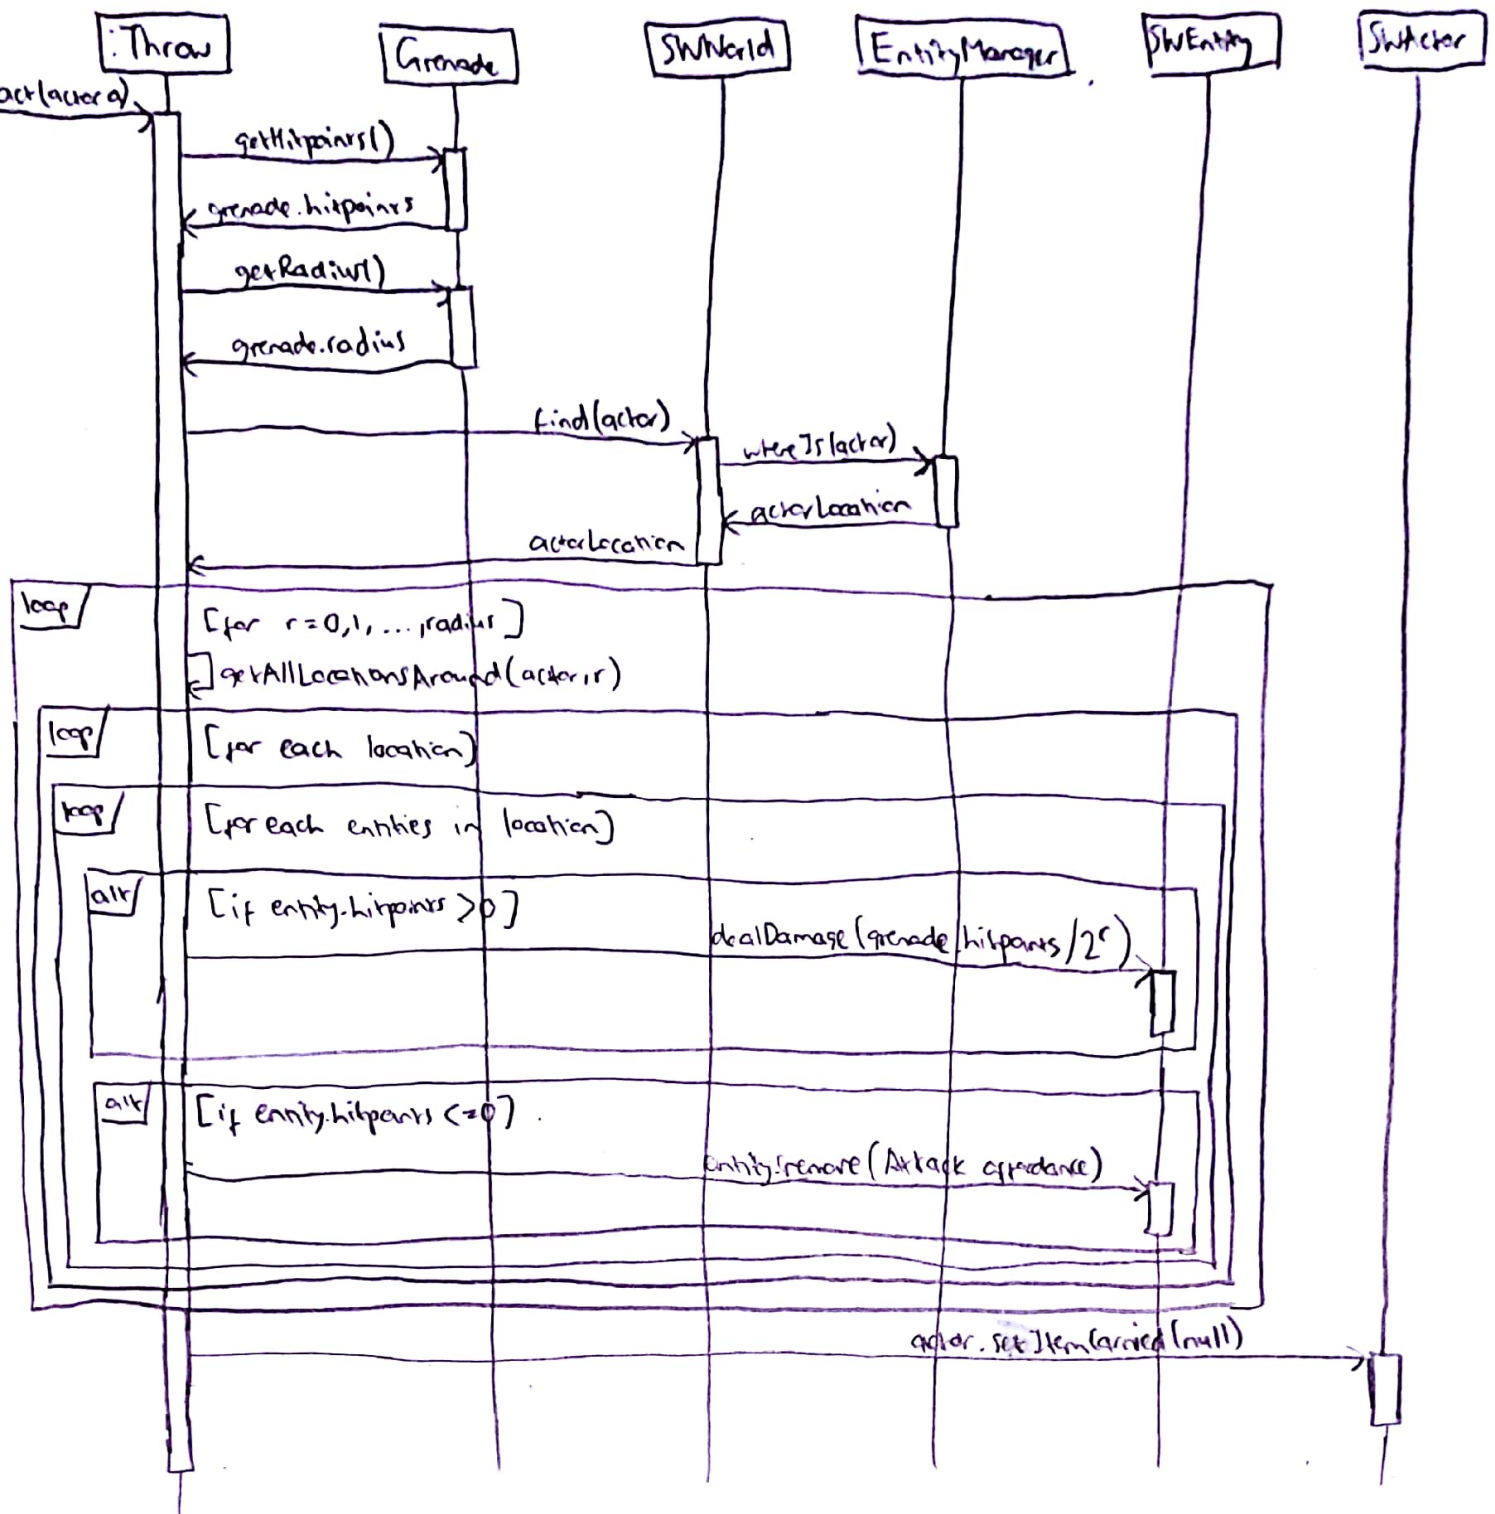 :Throw
Grenade
SWWorld
EntityManager
SWEntity
SWActor
act(actor a)
getHitpoints()
grenade.hitpoints
getRadius()
grenade.radius
find(actor)
whereIs(actor)
actorLocation
actorLocation
loop
[for r=0,1,...,radius]
getAllLocationsAround(actor,r)
loop
[for each location]
loop
[for each entities in location]
alt
[if entity.hitpoints >0]
dealDamage(grenade.hitpoints/2^r)
alt
[if entity.hitpoints <=0]
entity.remove(Attack affordance)
actor.setItemCarried(null)